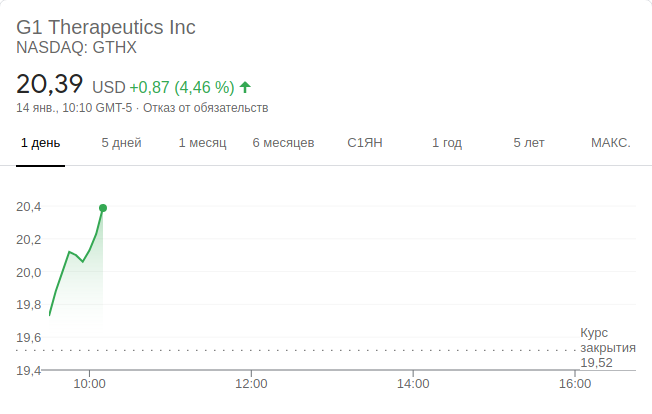 G1 Therapeutics Inc
NASDAQ: GTHX
20,39 USD +0,87 (4,46 %)
14 янв., 10:10 GMT-5 · Отказ от обязательств
1 день 5 дней 1 месяц 6 месяцев С1ЯН 1 год 5 лет МАКС.
20,4
20,2
20,0
19,8
19,6
Курс
закрытия
19,52
19,4
10:00 12:00 14:00 16:00